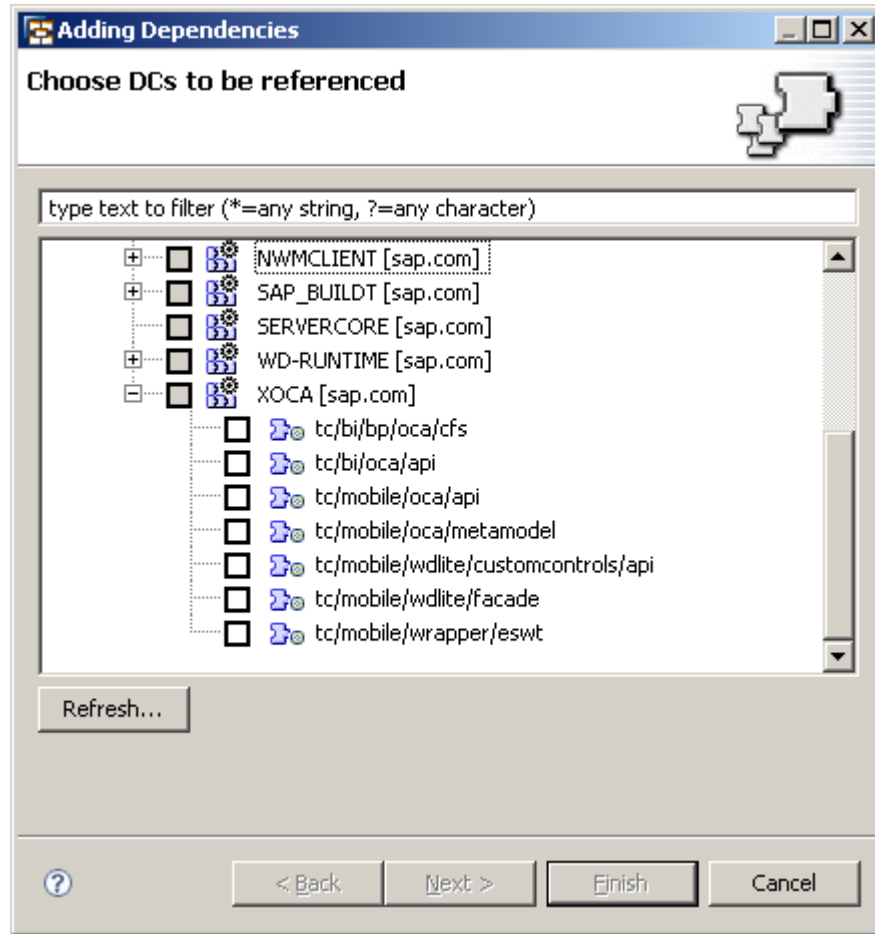 Adding Dependencies
Choose DCs to be referenced
type text to filter (*=any string, ?=any character)
NWMCLIENT [sap.com]
SAP_BUILDT [sap.com]
SERVERCORE [sap.com]
WD-RUNTIME [sap.com]
XOCA [sap.com]
tc/bi/bp/oca/cfs
tc/bi/oca/api
tc/mobile/oca/api
tc/mobile/oca/metamodel
tc/mobile/wdlite/customcontrols/api
tc/mobile/wdlite/facade
tc/mobile/wrapper/eswt
Refresh...
? < Back Next > Finish Cancel